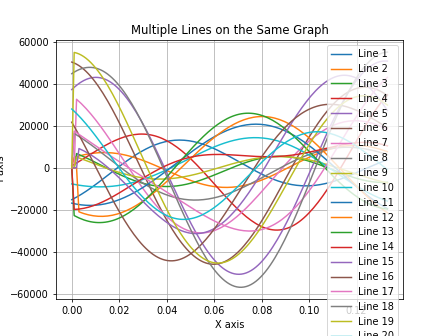 Multiple Lines on the Same Graph
60000
40000
20000
0
−20000
−40000
−60000
0.00 0.02 0.04 0.06 0.08 0.10
X axis
axis
Line 1
Line 2
Line 3
Line 4
Line 5
Line 6
Line 7
Line 8
Line 9
Line 10
Line 11
Line 12
Line 13
Line 14
Line 15
Line 16
Line 17
Line 18
Line 19
Line 20